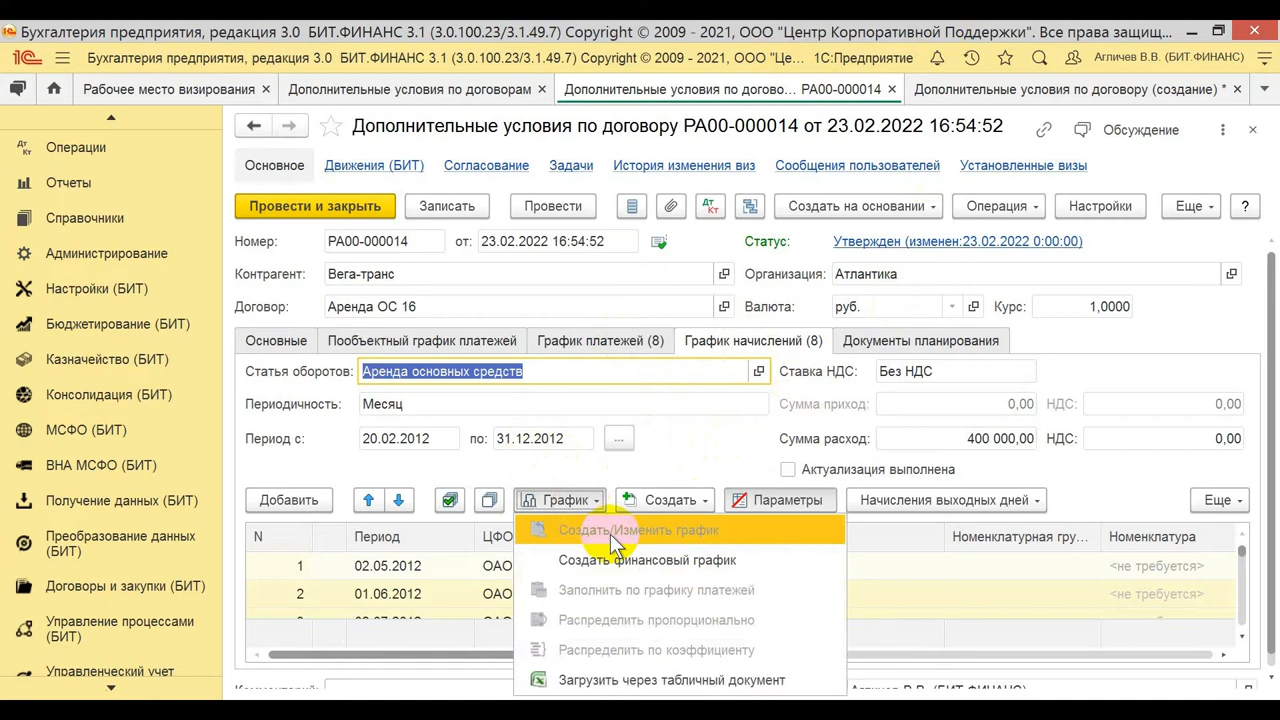 Бухгалтерия предприятия, редакция 3.0 БИТ.ФИНАНС 3.1 (3.0.100.23/3.1.49.7) Copyright © 2009 - 2021, ООО "Центр Корпоративной Поддержки". Все права защищ...
Бухгалтерия предприятия, редакция 3.0 БИТ.ФИНАНС 3.1 (3.0.100.23/3.1.49.7) Copyright © 2009 - 2021, ООО "Це... 1С:Предприятие Агличев В.В. (БИТ.ФИНАНС)
Рабочее место визирования × Дополнительные условия по договорам × Дополнительные условия по догово... РА00-000014 × Дополнительные условия по договору (создание) * ×
Дополнительные условия по договору РА00-000014 от 23.02.2022 16:54:52 Обсуждение
Основное Движения (БИТ) Согласование Задачи История изменения виз Сообщения пользователей Установленные визы
Провести и закрыть Записать Провести Создать на основании Операция Настройки Еще ?
Номер: РА00-000014 от: 23.02.2022 16:54:52 Статус: Утвержден (изменен:23.02.2022 0:00:00)
Контрагент: Вега-транс Организация: Атлантика
Договор: Аренда ОС 16 Валюта: руб. Курс: 1,0000
Основные Пообъектный график платежей График платежей (8) График начислений (8) Документы планирования
Статья оборотов: Аренда основных средств Ставка НДС: Без НДС
Периодичность: Месяц Сумма приход: 0,00 НДС: 0,00
Период с: 20.02.2012 по: 31.12.2012 ... Сумма расход: 400 000,00 НДС: 0,00
Актуализация выполнена
Добавить График Создать Параметры Начисления выходных дней Еще
N Период ЦФО Номенклатурная гру... Номенклатура
1 02.05.2012 ОАО <не требуется>
2 01.06.2012 ОАО <не требуется>
Создать/Изменить график
Создать финансовый график
Заполнить по графику платежей
Распределить пропорционально
Распределить по коэффициенту
Загрузить через табличный документ
Операции
Отчеты
Справочники
Администрирование
Настройки (БИТ)
Бюджетирование (БИТ)
Казначейство (БИТ)
Консолидация (БИТ)
МСФО (БИТ)
ВНА МСФО (БИТ)
Получение данных (БИТ)
Преобразование данных
(БИТ)
Договоры и закупки (БИТ)
Управление процессами
(БИТ)
Управленческий учет